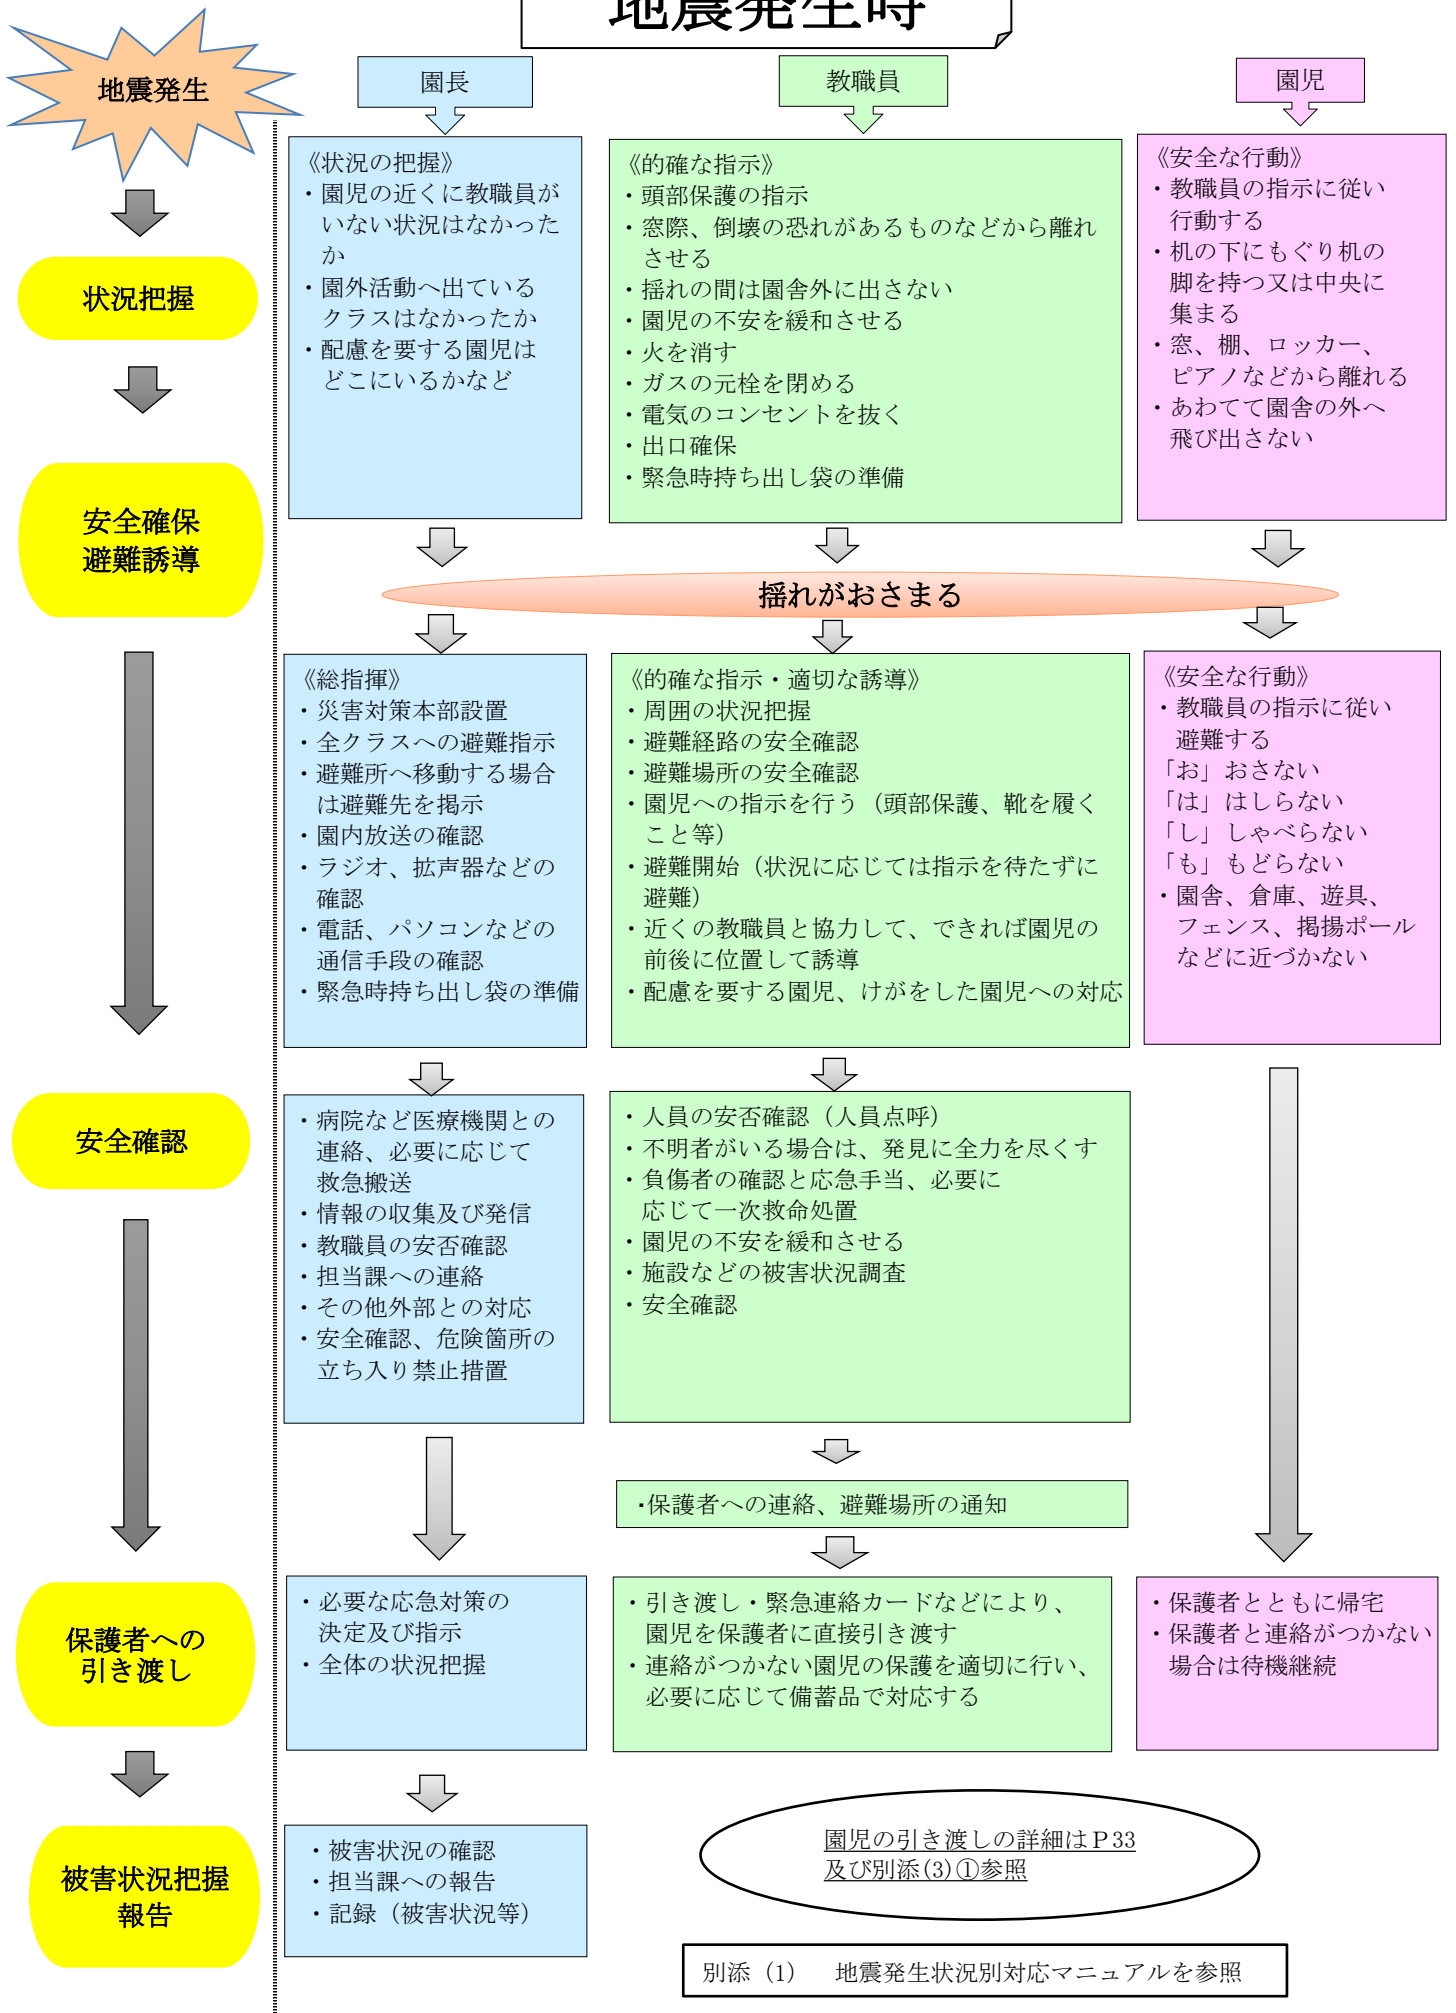 地震発生時
地震発生
状況把握
安全確保
避難誘導
安全確認
保護者への
引き渡し
被害状況把握
報告
園長
教職員
園児
《状況の把握》
・園児の近くに教職員が
いない状況はなかった
か
・園外活動へ出ている
クラスはなかったか
・配慮を要する園児は
どこにいるかなど
《的確な指示》
・頭部保護の指示
・窓際、倒壊の恐れがあるものなどから離れ
させる
・揺れの間は園舎外に出さない
・園児の不安を緩和させる
・火を消す
・ガスの元栓を閉める
・電気のコンセントを抜く
・出口確保
・緊急時持ち出し袋の準備
《安全な行動》
・教職員の指示に従い
行動する
・机の下にもぐり机の
脚を持つ又は中央に
集まる
・窓、棚、ロッカー、
ピアノなどから離れる
・あわてて園舎の外へ
飛び出さない
揺れがおさまる
《総指揮》
・災害対策本部設置
・全クラスへの避難指示
・避難所へ移動する場合
は避難先を掲示
・園内放送の確認
・ラジオ、拡声器などの
確認
・電話、パソコンなどの
通信手段の確認
・緊急時持ち出し袋の準備
《的確な指示・適切な誘導》
・周囲の状況把握
・避難経路の安全確認
・避難場所の安全確認
・園児への指示を行う（頭部保護、靴を履く
こと等）
・避難開始（状況に応じては指示を待たずに
避難）
・近くの教職員と協力して、できれば園児の
前後に位置して誘導
・配慮を要する園児、けがをした園児への対応
《安全な行動》
・教職員の指示に従い
避難する
「お」おさない
「は」はしらない
「し」しゃべらない
「も」もどらない
・園舎、倉庫、遊具、
フェンス、掲揚ポール
などに近づかない
・病院など医療機関との
連絡、必要に応じて
救急搬送
・情報の収集及び発信
・教職員の安否確認
・担当課への連絡
・その他外部との対応
・安全確認、危険箇所の
立ち入り禁止措置
・人員の安否確認（人員点呼）
・不明者がいる場合は、発見に全力を尽くす
・負傷者の確認と応急手当、必要に
応じて一次救命処置
・園児の不安を緩和させる
・施設などの被害状況調査
・安全確認
・保護者への連絡、避難場所の通知
・必要な応急対策の
決定及び指示
・全体の状況把握
・引き渡し・緊急連絡カードなどにより、
園児を保護者に直接引き渡す
・連絡がつかない園児の保護を適切に行い、
必要に応じて備蓄品で対応する
・保護者とともに帰宅
・保護者と連絡がつかない
場合は待機継続
・被害状況の確認
・担当課への報告
・記録（被害状況等）
園児の引き渡しの詳細はＰ33
及び別添(3)①参照
別添（1）　地震発生状況別対応マニュアルを参照